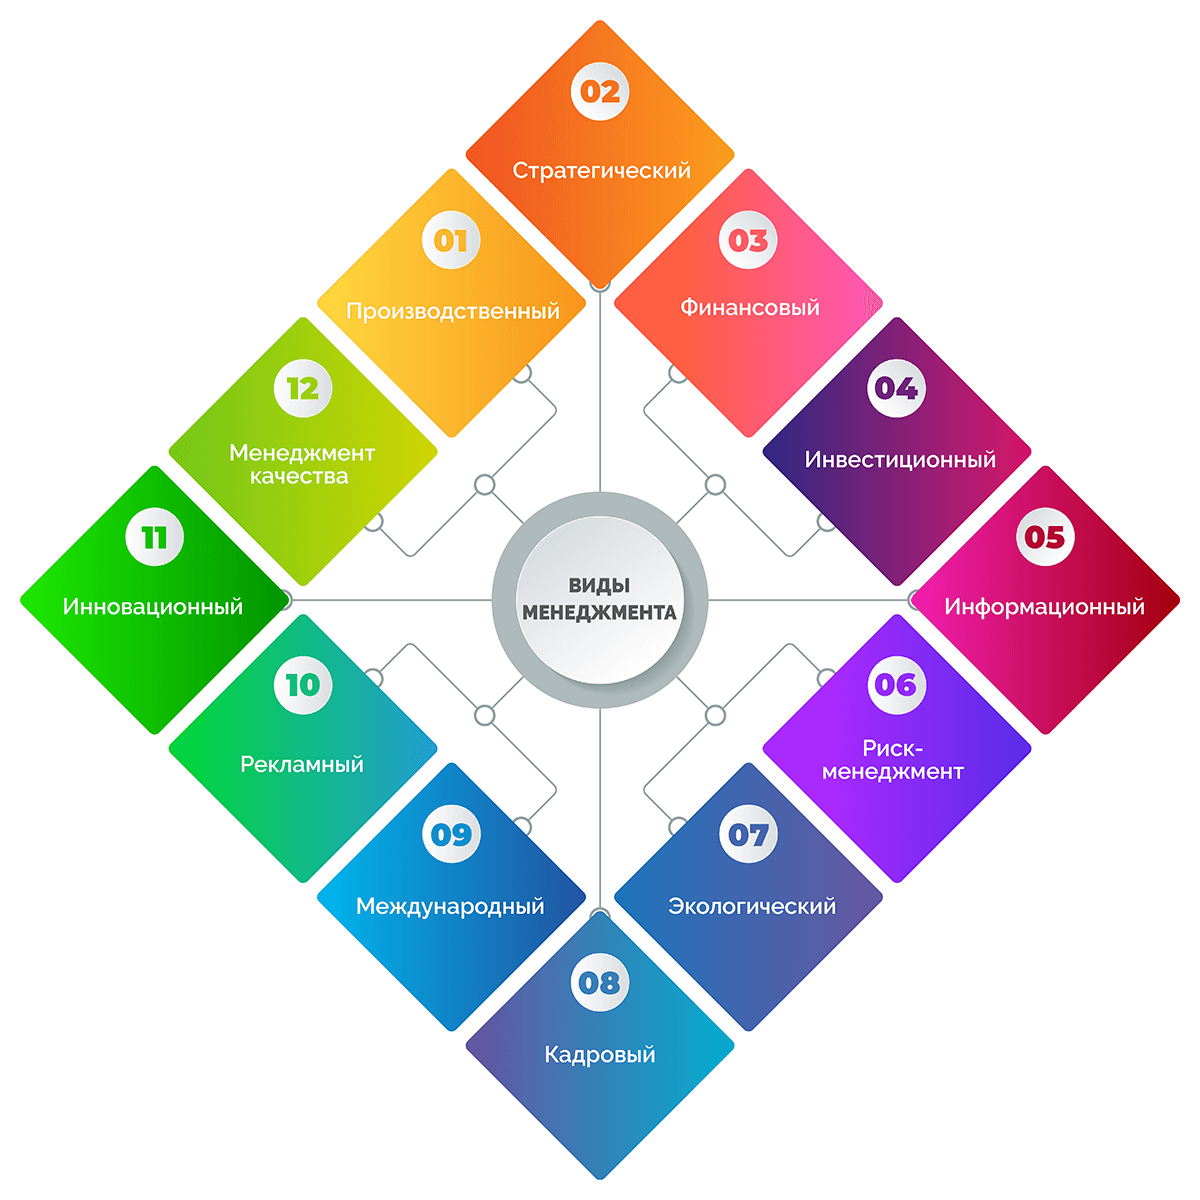 02
Стратегический
01
Производственный
03
Финансовый
12
Менеджмент
качества
04
Инвестиционный
11
Инновационный
ВИДЫ
МЕНЕДЖМЕНТА
05
Информационный
10
Рекламный
06
Риск-
менеджмент
09
Международный
07
Экологический
08
Кадровый